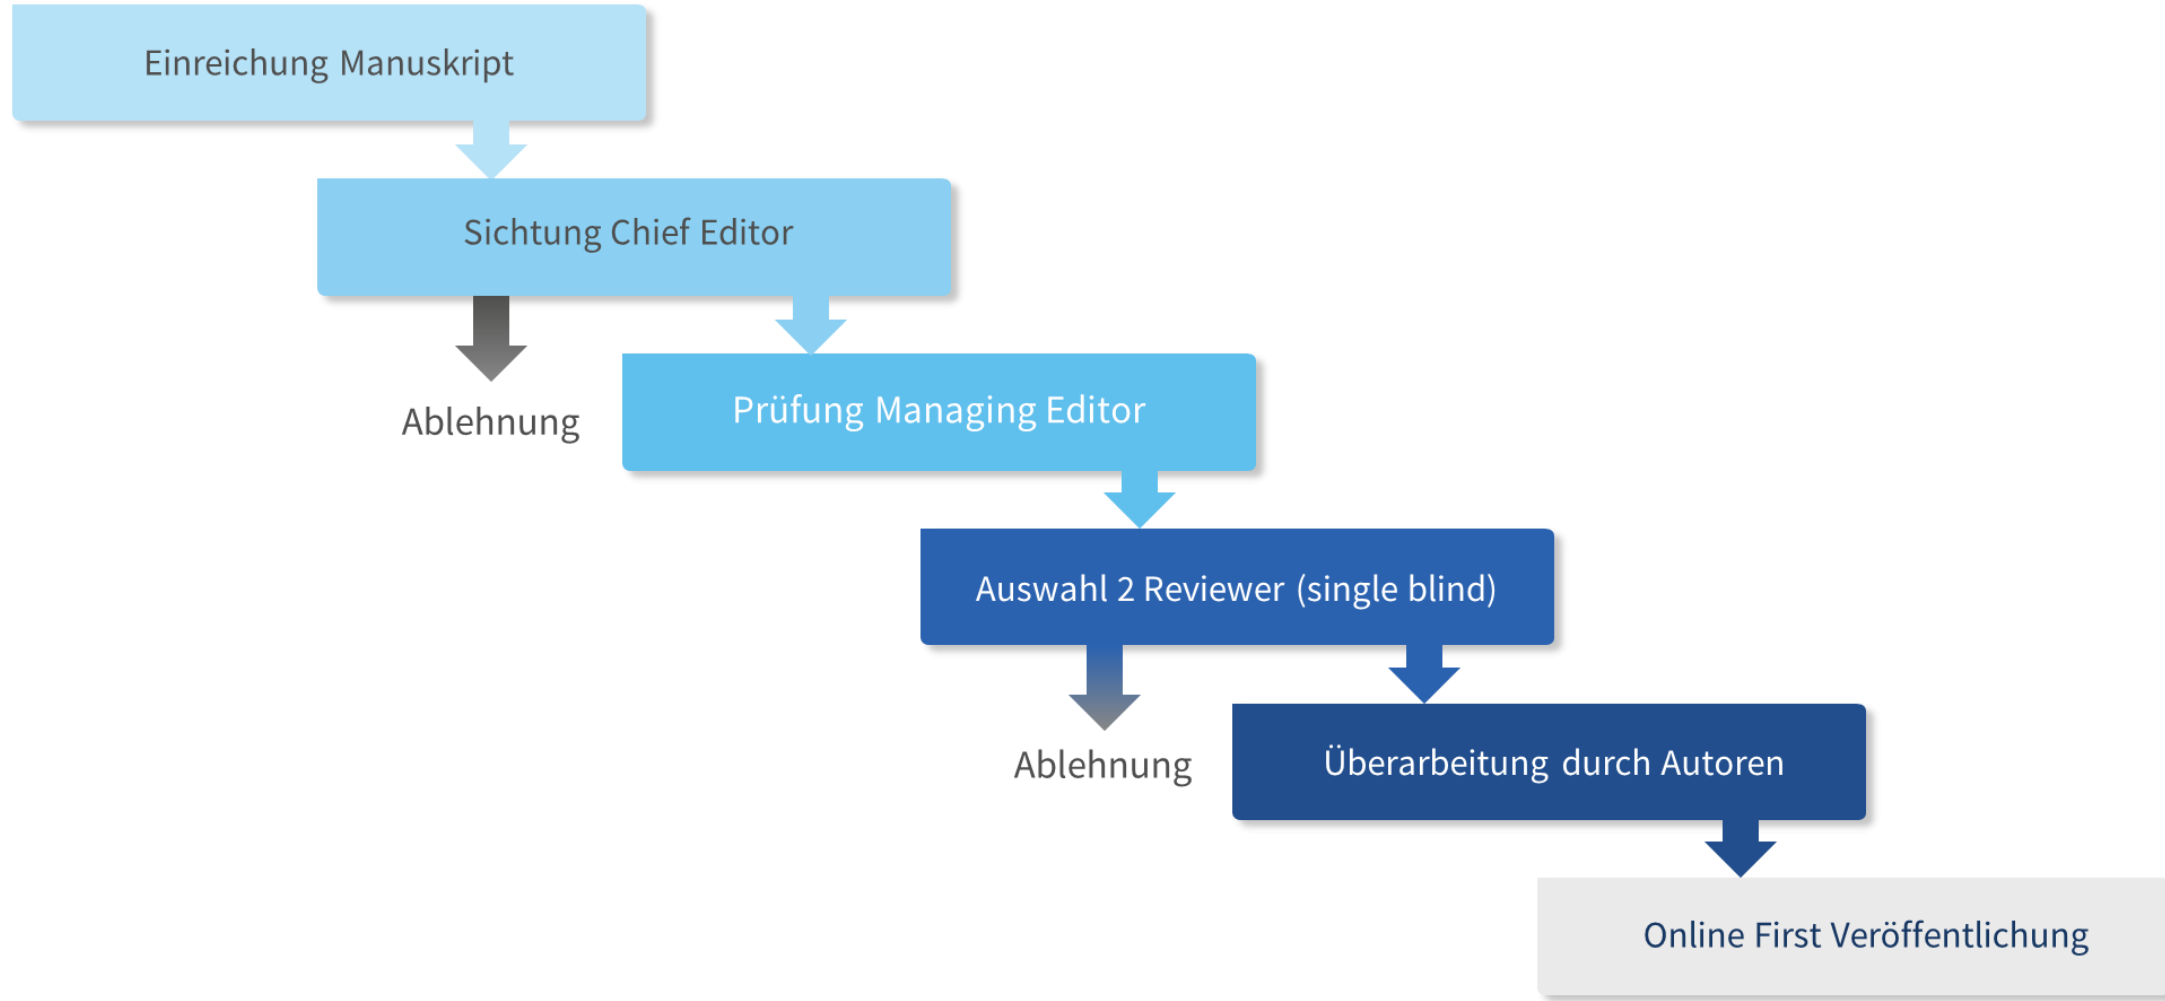 Einreichung Manuskript
Sichtung Chief Editor
Ablehnung
Prüfung Managing Editor
Auswahl 2 Reviewer (single blind)
Ablehnung
Überarbeitung durch Autoren
Online First Veröffentlichung